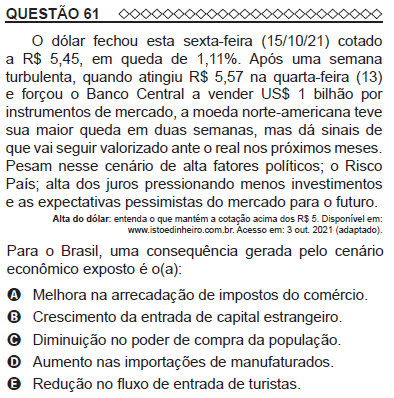 QUESTÃO 61
O dólar fechou esta sexta-feira (15/10/21) cotado
a R$ 5,45, em queda de 1,11%. Após uma semana
turbulenta, quando atingiu R$ 5,57 na quarta-feira (13)
e forçou o Banco Central a vender US$ 1 bilhão por
instrumentos de mercado, a moeda norte-americana teve
sua maior queda em duas semanas, mas dá sinais de
que vai seguir valorizado ante o real nos próximos meses.
Pesam nesse cenário de alta fatores políticos; o Risco
País; alta dos juros pressionando menos investimentos
e as expectativas pessimistas do mercado para o futuro.
Alta do dólar: entenda o que mantém a cotação acima dos R$ 5. Disponível em:
www.istoedinheiro.com.br. Acesso em: 3 out. 2021 (adaptado).
Para o Brasil, uma consequência gerada pelo cenário
econômico exposto é o(a):
A Melhora na arrecadação de impostos do comércio.
B Crescimento da entrada de capital estrangeiro.
C Diminuição no poder de compra da população.
D Aumento nas importações de manufaturados.
E Redução no fluxo de entrada de turistas.